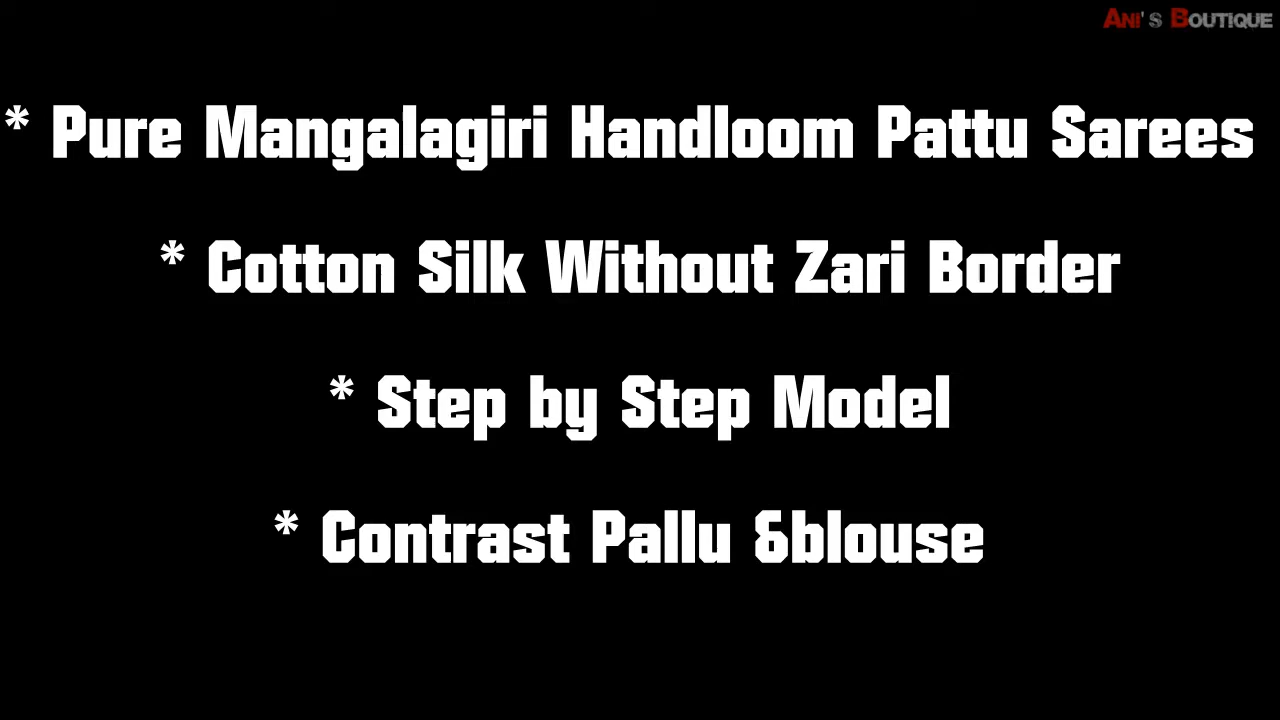 Ani's Boutique
* Pure Mangalagiri Handloom Pattu Sarees
* Cotton Silk Without Zari Border
* Step by Step Model
* Contrast Pallu &blouse